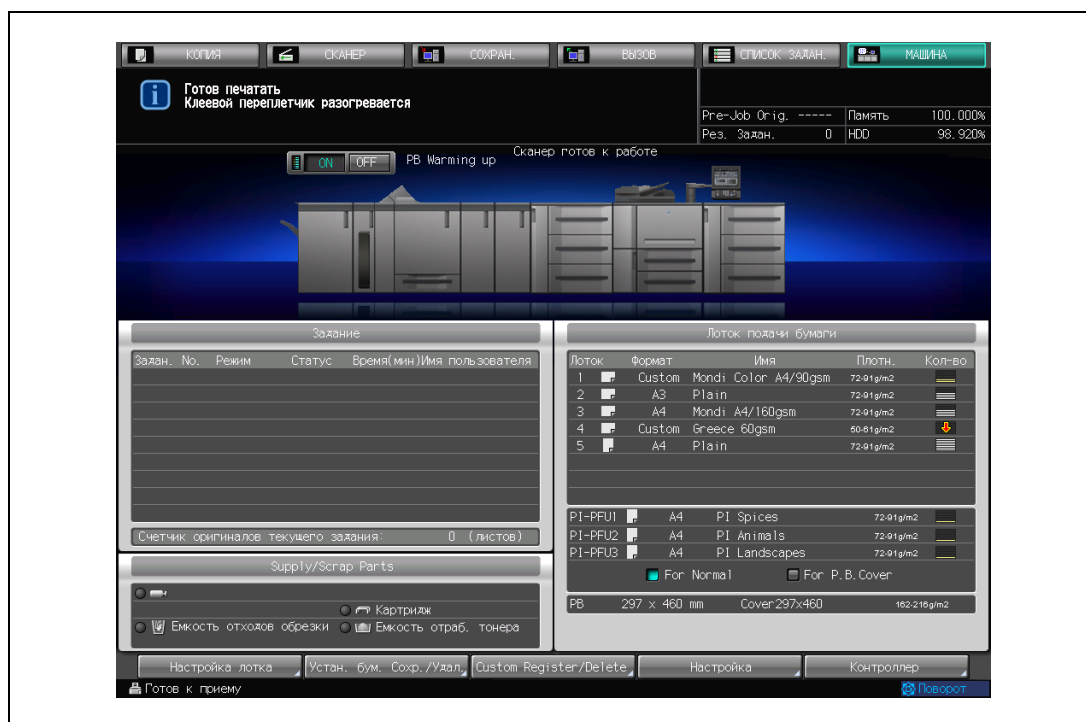 КОПИЯ СКАНЕР СОХРАН. ВЫЗОВ СПИСОК ЗАДАН. МАШИНА
Готов печатать
Клеевой переплетчик разогревается
Pre-Job Orig. ----- Память 100.000%
Рез. Задан. 0 HDD 98.920%
Сканер готов к работе
ON OFF PB Warming up
Задание
Задан. No. Режим Статус Время(мин) Имя пользователя
Счетчик оригиналов текущего задания: 0 (листов)
Supply/Scrap Parts
Картридж
Емкость отходов обрезки Емкость отраб. тонера
Лоток подачи бумаги
Лоток Формат Имя Плотн. Кол-во
1 Custom Mondi Color A4/90gsm 72-91g/m2
2 A3 Plain 72-91g/m2
3 A4 Mondi A4/160gsm 72-91g/m2
4 Custom Greece 60gsm 50-61g/m2
5 A4 Plain 72-91g/m2
PI-PFU1 A4 PI Spices 72-91g/m2
PI-PFU2 A4 PI Animals 72-91g/m2
PI-PFU3 A4 PI Landscapes 72-91g/m2
For Normal For P.B.Cover
PB 297 x 460 mm Cover297x460 162-216g/m2
Настройка лотка Устан. бум. Сохр./Удал. Custom Register/Delete Настройка Контроллер
Готов к приему Поворот